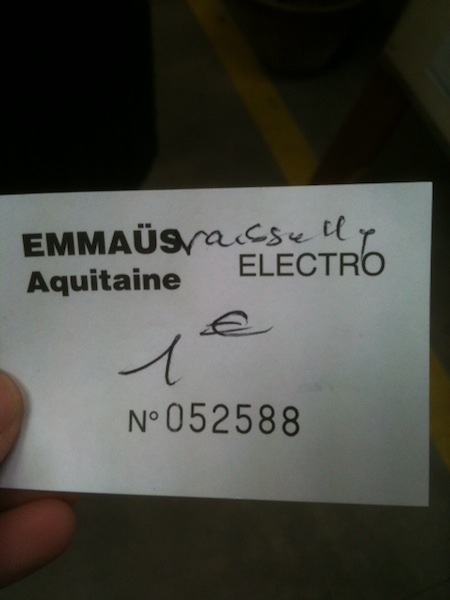 EMMAÜS vaisselle
Aquitaine ELECTRO
1 €
N° 052588